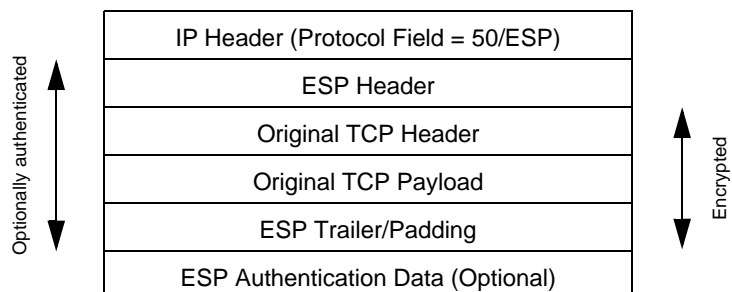 IP Header (Protocol Field = 50/ESP)
ESP Header
Original TCP Header
Original TCP Payload
ESP Trailer/Padding
ESP Authentication Data (Optional)
Optionally authenticated
Encrypted